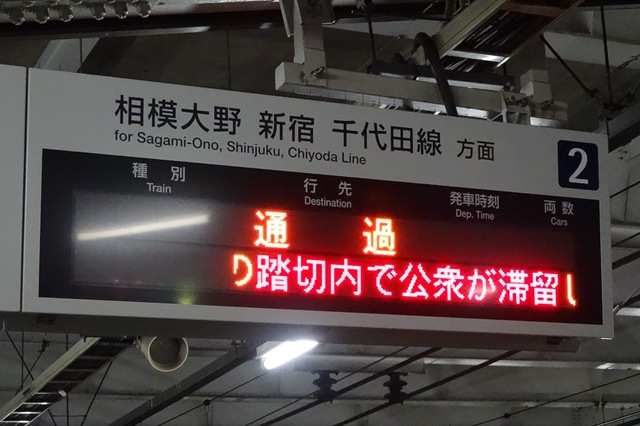 相模大野 新宿 千代田線 方面
for Sagami-Ono, Shinjuku, Chiyoda Line
2
種別 行先 発車時刻 両数
Train Destination Dep. Time Cars
通過
り踏切内で公衆が滞留し